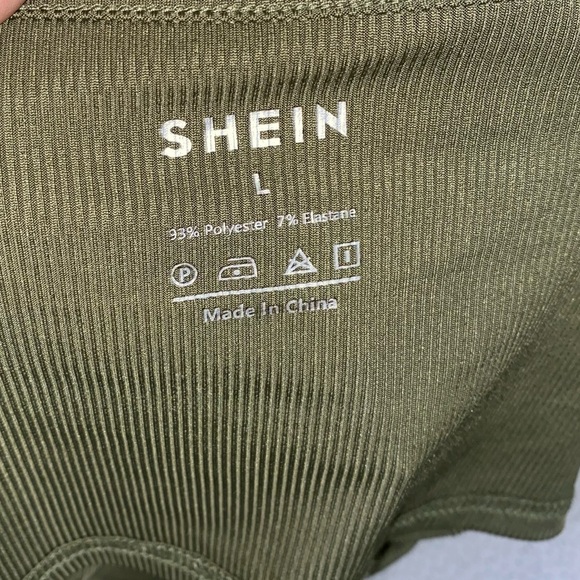 SHEIN
L
93% Polyester 7% Elastane
P
Made In China